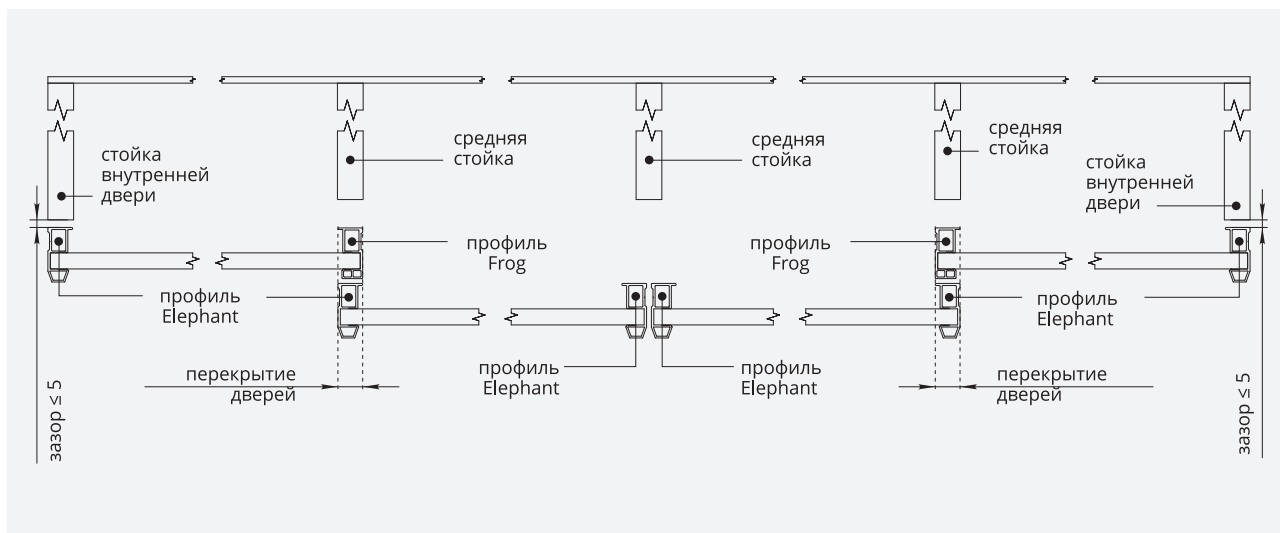 стойка
внутренней
двери
средняя
стойка
средняя
стойка
средняя
стойка
стойка
внутренней
двери
профиль
Frog
профиль
Frog
профиль
Elephant
профиль
Elephant
профиль
Elephant
профиль
Elephant
перекрытие
дверей
перекрытие
дверей
зазор ≤ 5
зазор ≤ 5